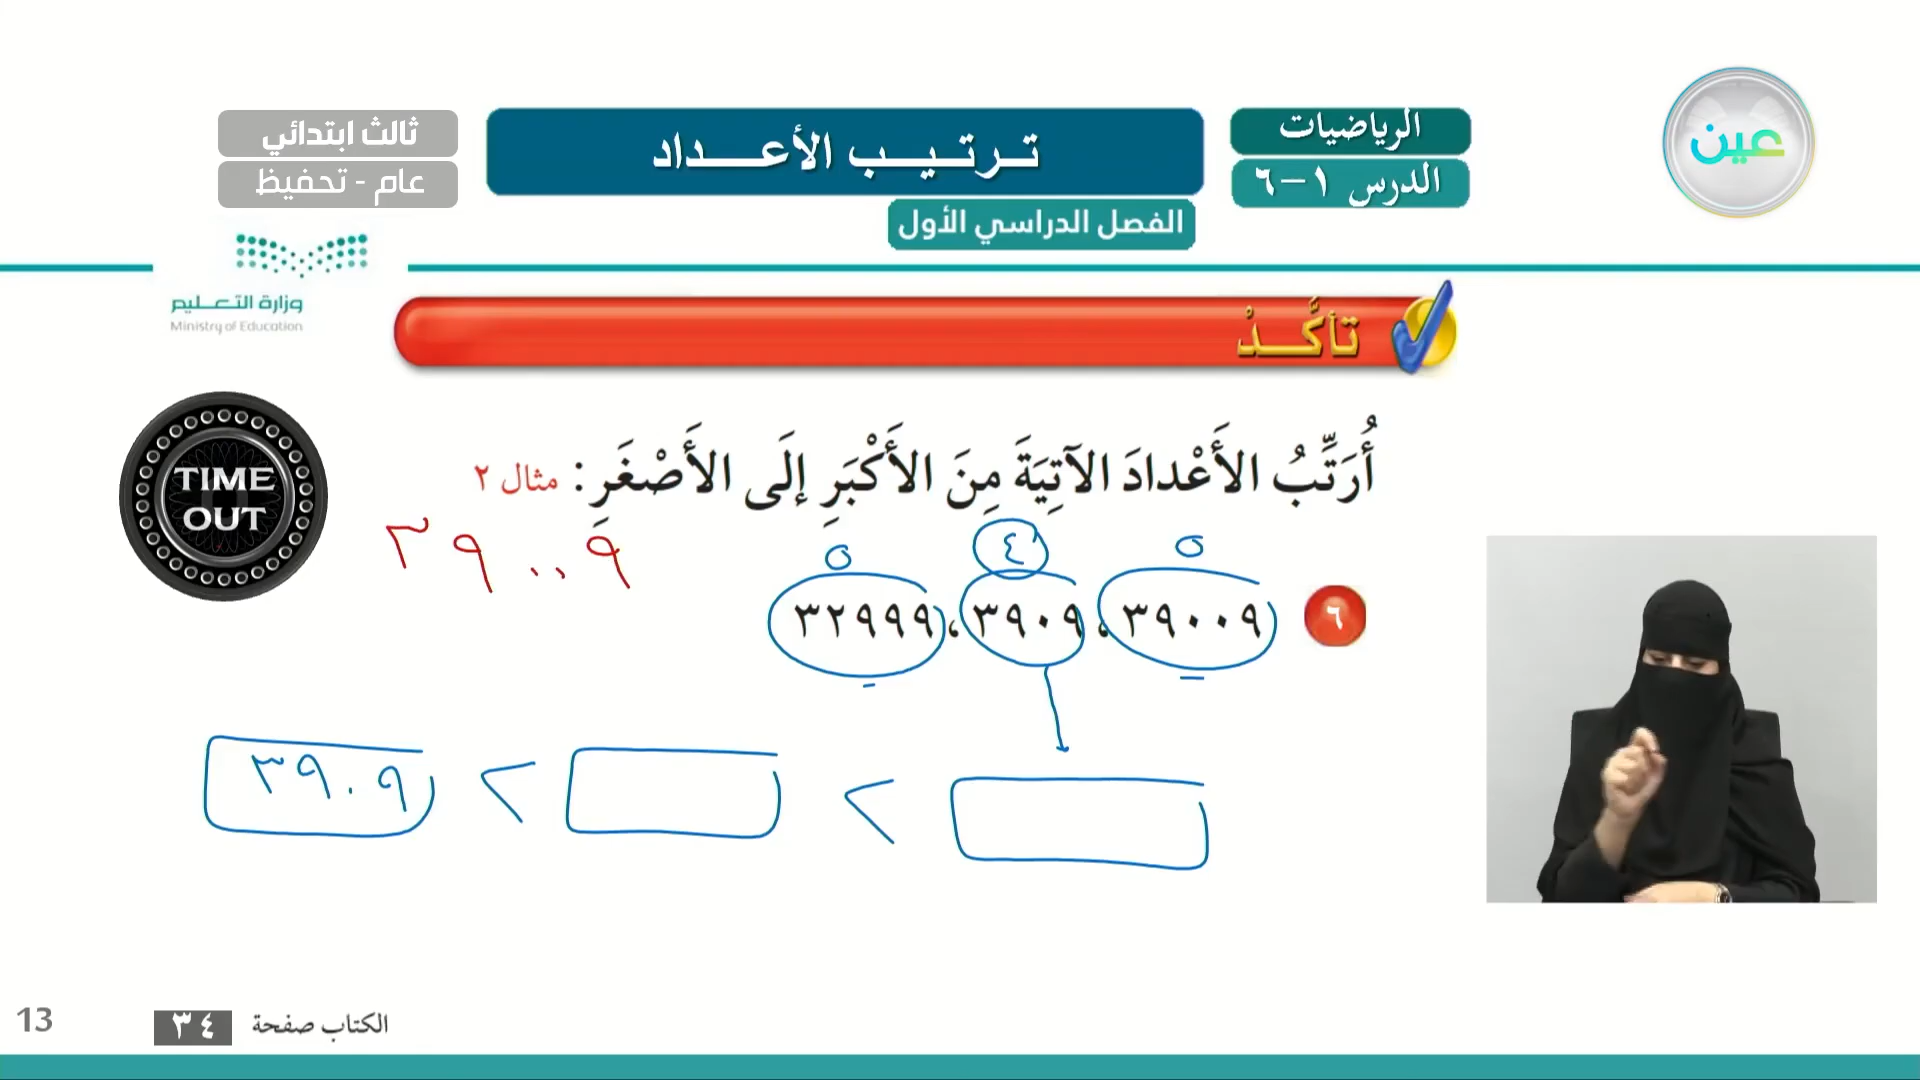 عين
الرياضيات
الدرس ١-٦
ترتيب الأعداد
الفصل الدراسي الأول
ثالث ابتدائي
عام - تحفيظ
وزارة التعليم
Ministry of Education
تأكَّدْ
TIME
OUT
أُرَتِّبُ الأَعْدادَ الآتِيَةَ مِنَ الأَكْبَرِ إلَى الأَصْغَرِ: مثال ٢
٣٩٠٠٩
٥ ٤ ٥
٦ ٣٩٠٠٩ ، ٣٩٠٩ ، ٣٢٩٩٩
< < ٣٩٠٩
الكتاب صفحة ٣٤
13